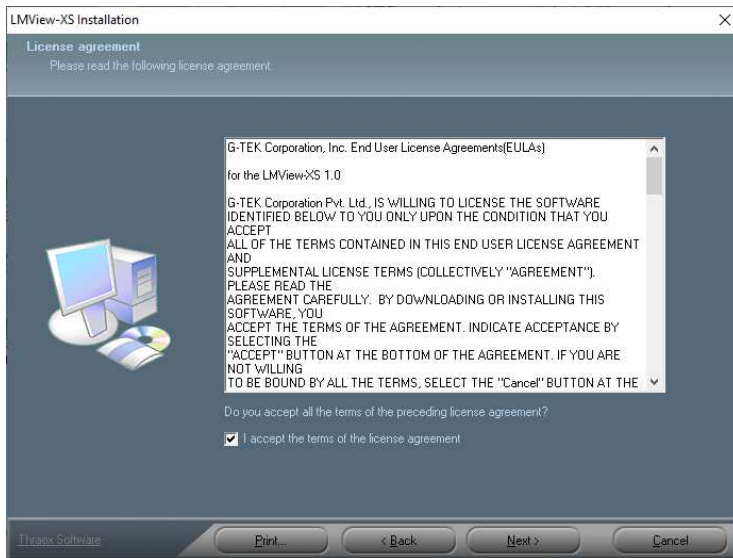 LMView-XS Installation
License agreement
Please read the following license agreement.
G-TEK Corporation, Inc. End User License Agreements(EULAs)
for the LMView-XS 1.0
G-TEK Corporation Pvt. Ltd., IS WILLING TO LICENSE THE SOFTWARE
IDENTIFIED BELOW TO YOU ONLY UPON THE CONDITION THAT YOU
ACCEPT
ALL OF THE TERMS CONTAINED IN THIS END USER LICENSE AGREEMENT
AND
SUPPLEMENTAL LICENSE TERMS (COLLECTIVELY "AGREEMENT").
PLEASE READ THE
AGREEMENT CAREFULLY.  BY DOWNLOADING OR INSTALLING THIS
SOFTWARE, YOU
ACCEPT THE TERMS OF THE AGREEMENT. INDICATE ACCEPTANCE BY
SELECTING THE
"ACCEPT" BUTTON AT THE BOTTOM OF THE AGREEMENT. IF YOU ARE
NOT WILLING
TO BE BOUND BY ALL THE TERMS, SELECT THE "Cancel" BUTTON AT THE
Do you accept all the terms of the preceding license agreement?
I accept the terms of the license agreement
Thraex Software
Print...
< Back
Next >
Cancel